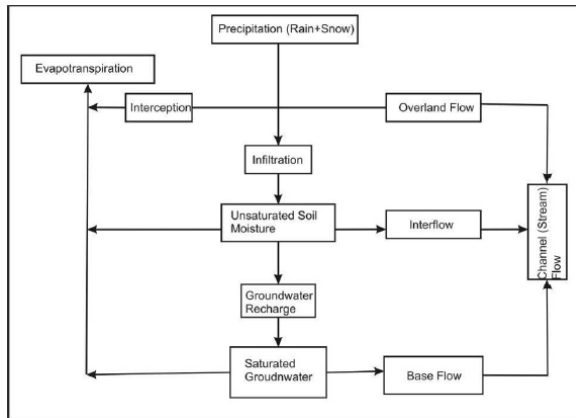 Precipitation (Rain+Snow)
Evapotranspiration
Interception
Overland Flow
Infiltration
Unsaturated Soil
Moisture
Interflow
Channel (Stream)
Flow
Groundwater
Recharge
Saturated
Groudnwater
Base Flow